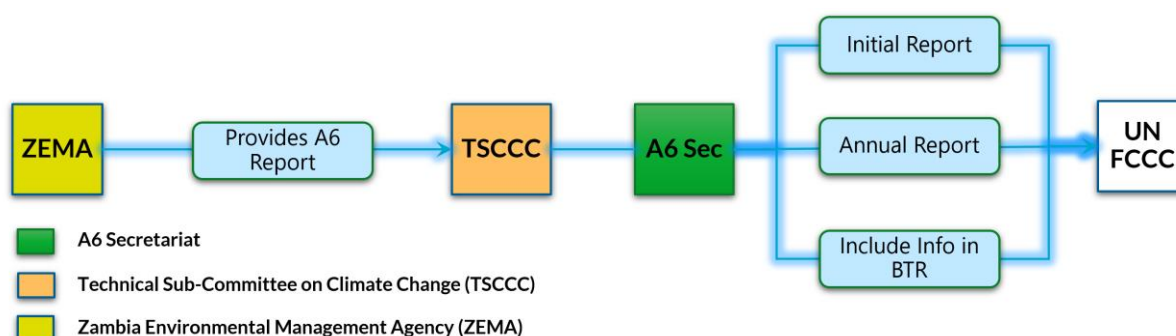 Initial Report
ZEMA
Provides A6
Report
TSCCC
A6 Sec
Annual Report
UN
FCCC
Include Info in
BTR
A6 Secretariat
Technical Sub-Committee on Climate Change (TSCCC)
Zambia Environmental Management Agency (ZEMA)